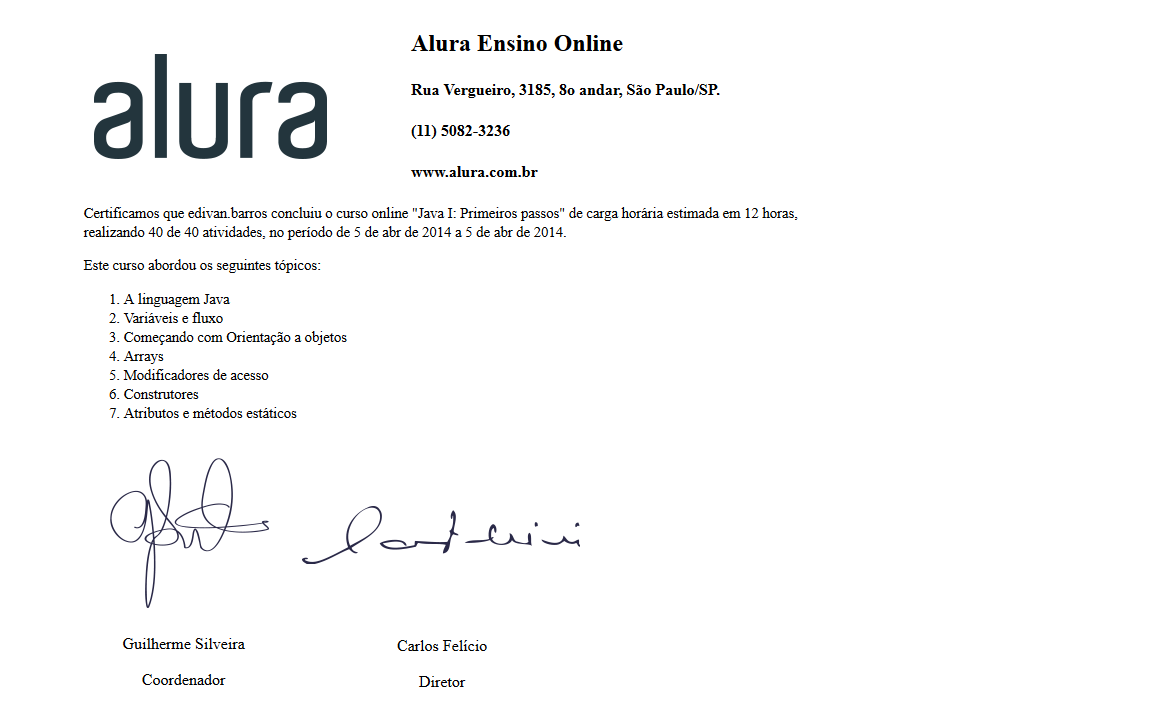 alura
Alura Ensino Online
Rua Vergueiro, 3185, 8o andar, São Paulo/SP.
(11) 5082-3236
www.alura.com.br
Certificamos que edivan.barros concluiu o curso online "Java I: Primeiros passos" de carga horária estimada em 12 horas,
realizando 40 de 40 atividades, no período de 5 de abr de 2014 a 5 de abr de 2014.
Este curso abordou os seguintes tópicos:
1. A linguagem Java
2. Variáveis e fluxo
3. Começando com Orientação a objetos
4. Arrays
5. Modificadores de acesso
6. Construtores
7. Atributos e métodos estáticos
Guilherme Silveira
Carlos Felício
Coordenador
Diretor